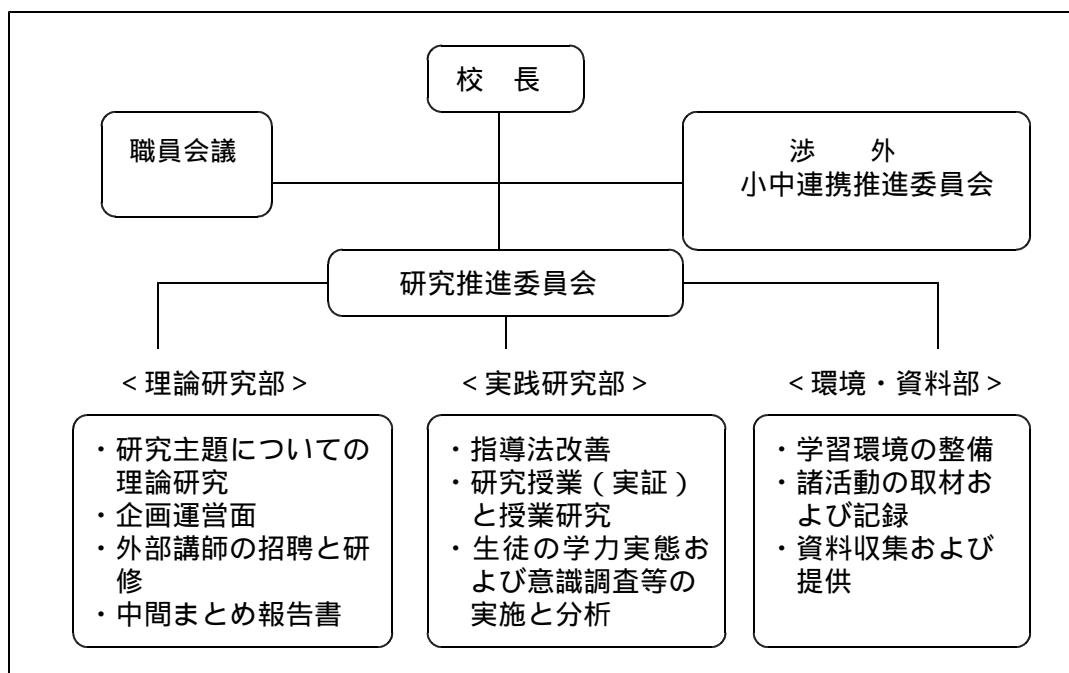 校　長
職員会議
渉　　外
小中連携推進委員会
研究推進委員会
＜理論研究部＞
・研究主題についての
理論研究
・企画運営面
・外部講師の招聘と研
修
・中間まとめ報告書
＜実践研究部＞
・指導法改善
・研究授業（実証）
と授業研究
・生徒の学力実態お
よび意識調査等の
実施と分析
＜環境・資料部＞
・学習環境の整備
・諸活動の取材お
よび記録
・資料収集および
提供